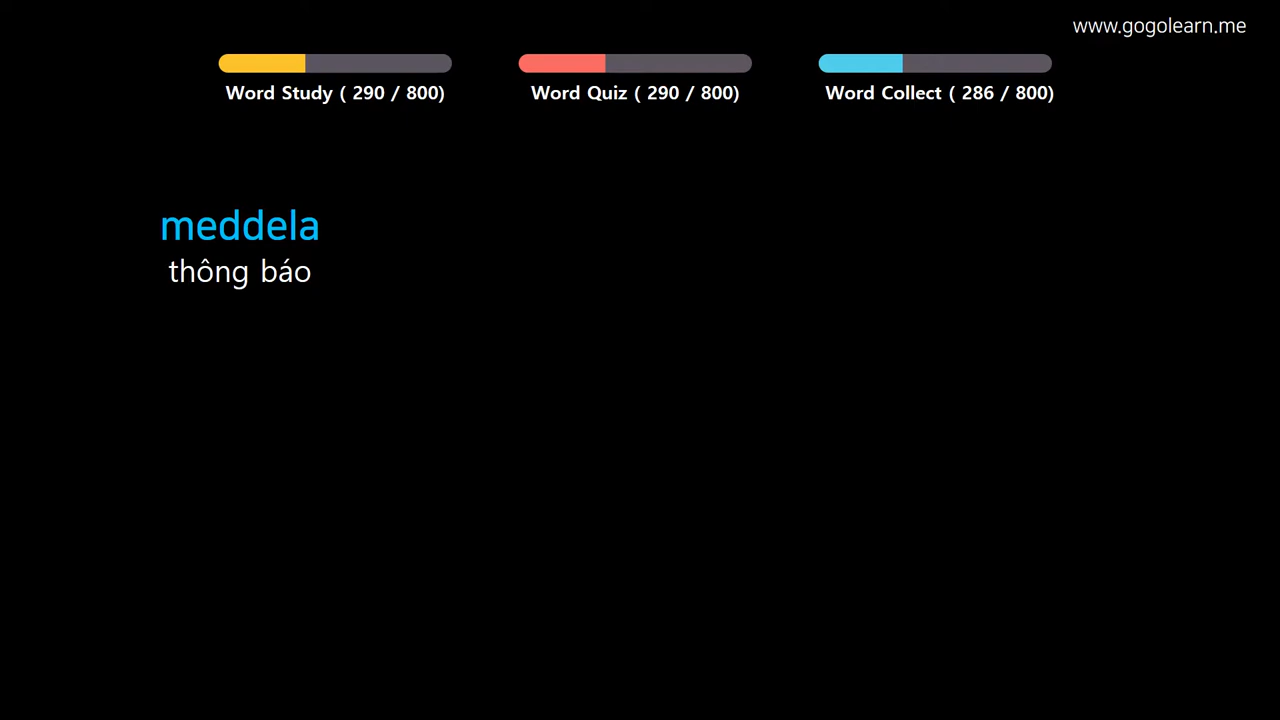 www.gogolearn.me
Word Study ( 290 / 800)
Word Quiz ( 290 / 800)
Word Collect ( 286 / 800)
meddela
thông báo